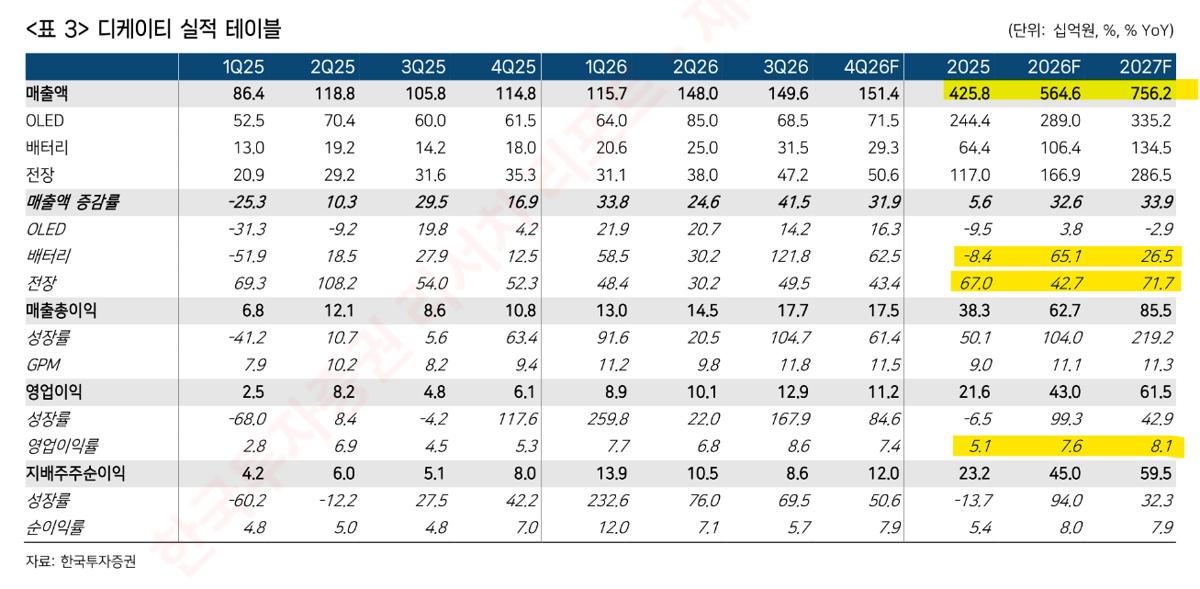 <표 3> 디케이티 실적 테이블
(단위: 십억원, %, % YoY)
1Q25 2Q25 3Q25 4Q25 1Q26 2Q26 3Q26 4Q26F 2025 2026F 2027F
매출액 86.4 118.8 105.8 114.8 115.7 148.0 149.6 151.4 425.8 564.6 756.2
OLED 52.5 70.4 60.0 61.5 64.0 85.0 68.5 71.5 244.4 289.0 335.2
배터리 13.0 19.2 14.2 18.0 20.6 25.0 31.5 29.3 64.4 106.4 134.5
전장 20.9 29.2 31.6 35.3 31.1 38.0 47.2 50.6 117.0 166.9 286.5
매출액 증감률 -25.3 10.3 29.5 16.9 33.8 24.6 41.5 31.9 5.6 32.6 33.9
OLED -31.3 -9.2 19.8 4.2 21.9 20.7 14.2 16.3 -9.5 3.8 -2.9
배터리 -51.9 18.5 27.9 12.5 58.5 30.2 121.8 62.5 -8.4 65.1 26.5
전장 69.3 108.2 54.0 52.3 48.4 30.2 49.5 43.4 67.0 42.7 71.7
매출총이익 6.8 12.1 8.6 10.8 13.0 14.5 17.7 17.5 38.3 62.7 85.5
성장률 -41.2 10.7 5.6 63.4 91.6 20.5 104.7 61.4 50.1 104.0 219.2
GPM 7.9 10.2 8.2 9.4 11.2 9.8 11.8 11.5 9.0 11.1 11.3
영업이익 2.5 8.2 4.8 6.1 8.9 10.1 12.9 11.2 21.6 43.0 61.5
성장률 -68.0 8.4 -4.2 117.6 259.8 22.0 167.9 84.6 -6.5 99.3 42.9
영업이익률 2.8 6.9 4.5 5.3 7.7 6.8 8.6 7.4 5.1 7.6 8.1
지배주주순이익 4.2 6.0 5.1 8.0 13.9 10.5 8.6 12.0 23.2 45.0 59.5
성장률 -60.2 -12.2 27.5 42.2 232.6 76.0 69.5 50.6 -13.7 94.0 32.3
순이익률 4.8 5.0 4.8 7.0 12.0 7.1 5.7 7.9 5.4 8.0 7.9
자료: 한국투자증권
한국투자증권 리서치 리포트 재